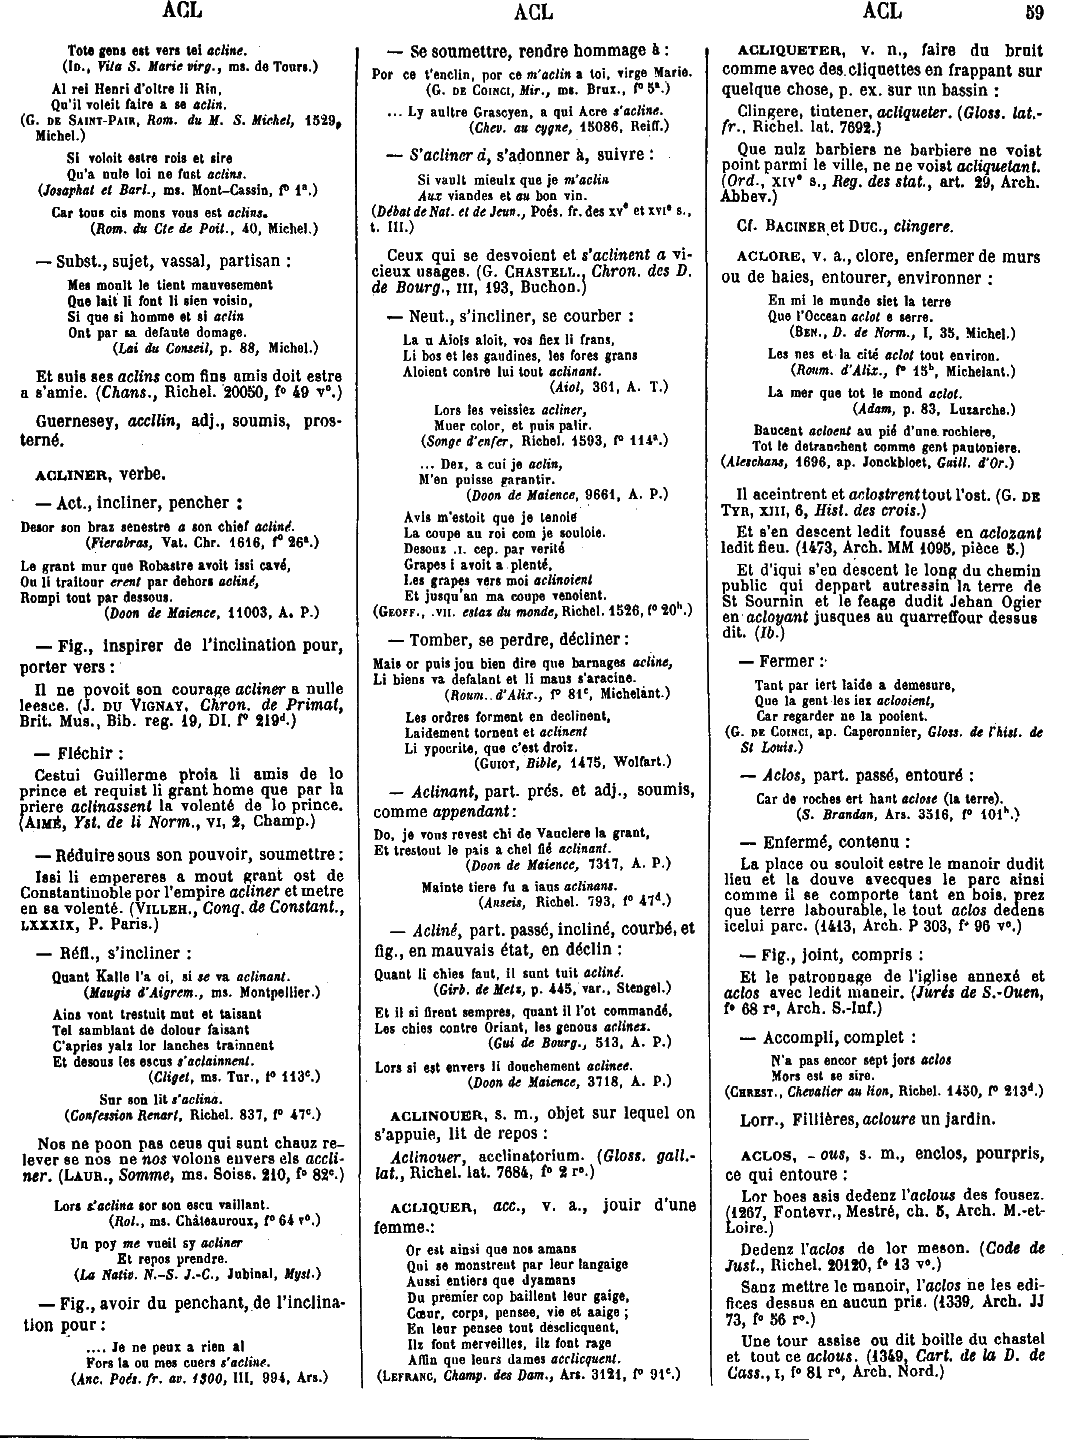 ACL
ACL
ACL
59
Tote gens est vers tei acline.
(ID., Vita S. Marie virg., ms. de Tours.)
Al rei Henri d'oltre li Rin,
Qu'il voleit faire a se aclin.
(G. DE SAINT-PAIR, Rom. du M. S. Michel, 1529,
Michel.)
Si voloit estre rois et sire
Qu'a nule loi ne fust aclins.
(Josaphat et Barl., ms. Mont-Cassin, f° 1ª.)
Car tous cis mons vous est aclins.
(Rom. du Cte de Poit., 40, Michel.)
— Subst., sujet, vassal, partisan :
Mes moult le tient mauvesement
Que lait li font li sien voisin,
Si que si homme et si aclin
Ont par sa defaute domage.
(Lai du Conseil, p. 88, Michel.)
Et suis ses aclins com fins amis doit estre
a s'amie. (Chans., Richel. 20050, f° 49 v°.)
Guernesey, accllin, adj., soumis, pros-
terné.
ACLINER, verbe.
— Act., incliner, pencher :
Desor son braz senestre a son chief acliné.
(Fierabras, Vat. Chr. 1616, f° 26ª.)
Le grant mur que Robastre avoit issi cavé,
Ou li traitour erent par dehors acliné,
Rompi tout par dessous.
(Doon de Maience, 11003, A. P.)
— Fig., inspirer de l'inclination pour,
porter vers :
Il ne povoit son courage acliner a nulle
leesce. (J. DU VIGNAY, Chron. de Primat,
Brit. Mus., Bib. reg. 19, DI, f° 219ᵈ.)
— Fléchir :
Cestui Guillerme ploia li amis de lo
prince et requist li grant home que par la
priere aclinassent la volenté de lo prince.
(AIMÉ, Yst. de li Norm., VI, 2, Champ.)
— Réduire sous son pouvoir, soumettre :
Issi li empereres a mout grant ost de
Constantinoble por l'empire acliner et metre
en sa volenté. (VILLEH., Conq. de Constant.,
LXXXIX, P. Paris.)
— Réfl., s'incliner :
Quant Kalle l'a oi, si se va aclinant.
(Maugis d'Aigrem., ms. Montpellier.)
Ains vont trestuit mut et taisant
Tel samblant de dolour faisant
C'apries yalz lor lanches trainnent
Et desous les escus s'aclainnent.
(Cliget, ms. Tur., f° 113ᶜ.)
Sur son lit s'aclina.
(Confession Renart, Richel. 837, f° 47ᶜ.)
Nos ne poon pas ceus qui sunt chauz re-
lever se nos ne nos volons envers els accli-
ner. (LAUR., Somme, ms. Soiss. 210, f° 82ᶜ.)
Lors s'aclina sor son escu vaillant.
(Rol., ms. Châteauroux, f° 64 v°.)
Un poy me vueil sy acliner
Et repos prendre.
(La Nativ. N.-S. J.-C., Jubinal, Myst.)
— Fig., avoir du penchant, de l'inclina-
tion pour :
.... Je ne peux a rien al
Fors la ou mes cuers s'acline.
(Anc. Poés. fr. av. 1300, III, 994, Ars.)
— Se soumettre, rendre hommage à :
Por ce t'enclin, por ce m'aclin a toi, virge Marie.
(G. DE COINCI, Mir., ms. Brux., f° 5ª.)
... Ly aultre Grascyen, a qui Acre s'acline.
(Chev. au cygne, 15086, Reiff.)
— S'acliner à, s'adonner à, suivre :
Si vault mieulx que je m'aclin
Aux viandes et au bon vin.
(Débat de Nat. et de Jeun., Poés. fr. des XVᵉ et XVIᵉ s.,
t. III.)
Ceux qui se desvoient et s'aclinent a vi-
cieux usages. (G. CHASTELL., Chron. des D.
de Bourg., III, 193, Buchon.)
— Neut., s'incliner, se courber :
La u Aiols aloit, vos fiex li frans,
Li bos et les gaudines, les fores grans
Aloient contre lui tout aclinant.
(Aiol, 361, A. T.)
Lors les veissiez acliner,
Muer color, et puis palir.
(Songe d'enfer, Richel. 1593, f° 114ª.)
... Dex, a cui je aclin,
M'en puisse garantir.
(Doon de Maience, 9661, A. P.)
Avis m'estoit que je tenoie
La coupe au roi com je souloie.
Desouz .I. cep. par verité
Grapes i avoit a plenté,
Les grapes vers moi aclinoient
Et jusqu'an ma coupe venoient.
(GEOFF., .VII. estaz du monde, Richel. 1526, f° 20ʰ.)
— Tomber, se perdre, décliner :
Mais or puis jou bien dire que barnages acline,
Li biens va defalant et li maus s'aracine.
(Roum. d'Alix., f° 81ᶜ, Michelant.)
Les ordres forment en declinent,
Laidement tornent et aclinent
Li ypocrite, que c'est droiz.
(GUIOT, Bible, 1475, Wolfart.)
— Aclinant, part. prés. et adj., soumis,
comme appendant :
Do, je vous revest chi de Vauclere la grant,
Et trestout le pais a chel fié aclinant.
(Doon de Maience, 7317, A. P.)
Mainte tiere fu a iaus aclinans.
(Anseis, Richel. 793, f° 47ᵈ.)
— Acliné, part. passé, incliné, courbé, et
fig., en mauvais état, en déclin :
Quant li chies faut, il sunt tuit acliné.
(Girb. de Metz, p. 445, var., Stengel.)
Et il si firent sempres, quant il l'ot commandé,
Les chies contre Oriant, les genous aclinez.
(Gui de Bourg., 513, A. P.)
Lors si est envers li douchement aclinee.
(Doon de Maience, 3718, A. P.)
ACLINOUER, s. m., objet sur lequel on
s'appuie, lit de repos :
Aclinouer, acclinatorium. (Gloss. gall.-
lat., Richel. lat. 7684, f° 2 r°.)
ACLIQUER, acc., v. a., jouir d'une
femme.:
Or est ainsi que nos amans
Qui se monstrent par leur langaige
Aussi entiers que dyamans
Du premier cop baillent leur gaige,
Cœur, corps, pensee, vie et aaige ;
En leur pensee tout desclicquent,
Ilz font merveilles, ilz font rage
Affin que leurs dames acclicquent.
(LEFRANC, Champ. des Dam., Ars. 3121, f° 91ᶜ.)
ACLIQUETER, v. n., faire du bruit
comme avec des cliquettes en frappant sur
quelque chose, p. ex. sur un bassin :
Clingere, tintener, acliqueter. (Gloss. lat.-
fr., Richel. lat. 7692.)
Que nulz barbiers ne barbiere ne voist
point parmi le ville, ne ne voist acliquetant.
(Ord., XIVᵉ s., Reg. des stat., art. 29, Arch.
Abbev.)
Cf. BACINER et DUC., clingere.
ACLORE, v. a., clore, enfermer de murs
ou de haies, entourer, environner :
En mi le munde siet la terre
Que l'Occean aclot e serre.
(BEN., D. de Norm., I, 35, Michel.)
Les nes et la cité aclot tout environ.
(Roum. d'Alix., f° 15ʰ, Michelant.)
La mer que tot le mond aclot.
(Adam, p. 83, Luzarche.)
Baucent acloent au pié d'une rochiere,
Tot le detranchent comme gent pautoniere.
(Aleschans, 1696, ap. Jonckbloet, Guill. d'Or.)
Il aceintrent et aclostrent tout l'ost. (G. DE
TYR, XIII, 6, Hist. des crois.)
Et s'en descent ledit foussé en aclozant
ledit fieu. (1473, Arch. MM 1095, pièce 5.)
Et d'iqui s'en descent le long du chemin
public qui deppart autressin la terre de
St Sournin et le feage dudit Jehan Ogier
en acloyant jusques au quarreffour dessus
dit. (Ib.)
— Fermer :
Tant par iert laide a demesure,
Que la gent les iez aclooient,
Car regarder ne la pooient.
(G. DE COINCI, ap. Caperonnier, Gloss. de l'hist. de
St Louis.)
— Aclos, part. passé, entouré :
Car de roches ert hant aclose (la terre).
(S. Brandan, Ars. 3516, f° 101ʰ.)
— Enfermé, contenu :
La place ou souloit estre le manoir dudit
lieu et la douve avecques le parc ainsi
comme il se comporte tant en bois, prez
que terre labourable, le tout aclos dedens
icelui parc. (1413, Arch. P 303, f° 96 v°.)
— Fig., joint, compris :
Et le patronnage de l'iglise annexé et
aclos avec ledit maneir. (Jurés de S.-Ouen,
f° 68 r°, Arch. S.-Inf.)
— Accompli, complet :
N'a pas encor sept jors aclos
Mors est se sire.
(CHREST., Chevalier au lion, Richel. 1450, f° 213ᵈ.)
Lorr., Fillières, acloure un jardin.
ACLOS, - ous, s. m., enclos, pourpris,
ce qui entoure :
Lor boes asis dedenz l'aclous des fousez.
(1267, Fontevr., Mestré, ch. 5, Arch. M.-et-
Loire.)
Dedenz l'aclos de lor meson. (Code de
Just., Richel. 20120, f° 13 v°.)
Sanz mettre le manoir, l'aclos ne les edi-
fices dessus en aucun pris. (1339, Arch. JJ
73, f° 56 r°.)
Une tour assise ou dit boille du chastel
et tout ce aclous. (1349, Cart. de la D. de
Cass., I, f° 81 r°, Arch. Nord.)